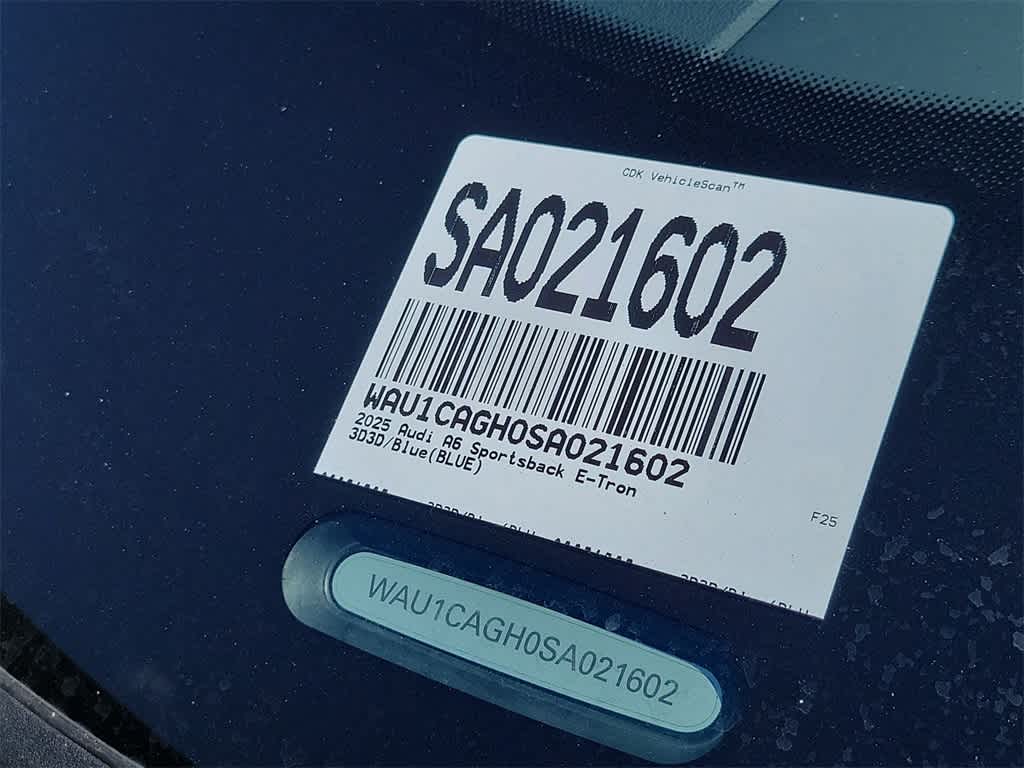 CDK VehicleScan™
SA021602
WAU1CAGH0SA021602
2025 Audi A6 Sportsback E-Tron
3D3D/Blue(BLUE)
F25
WAU1CAGH0SA021602